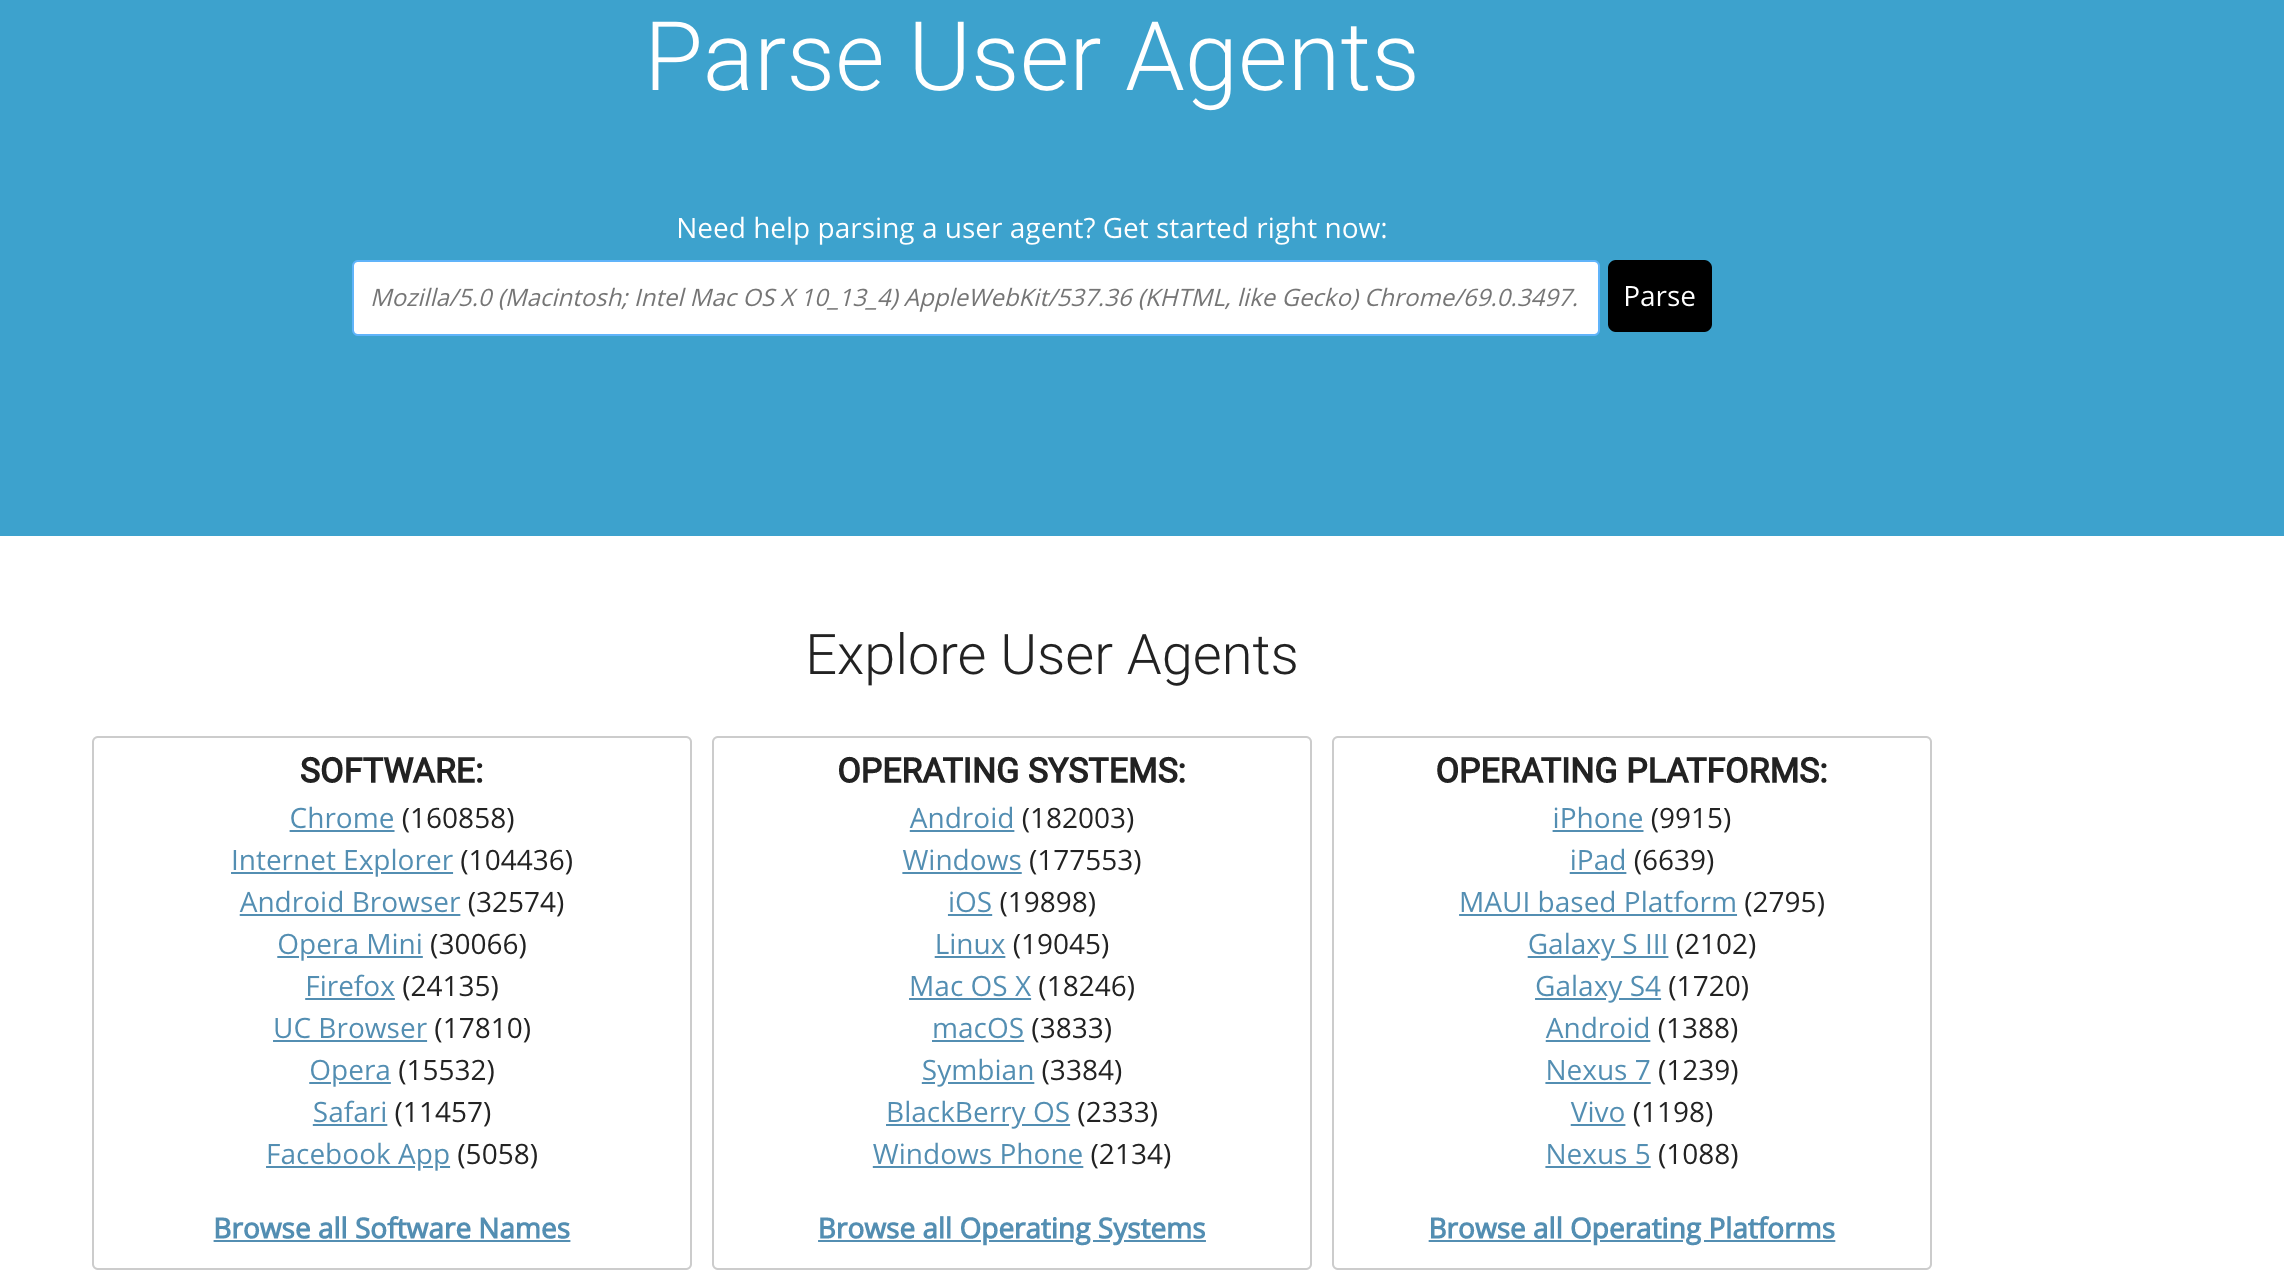 Parse User Agents
Need help parsing a user agent? Get started right now:
Mozilla/5.0 (Macintosh; Intel Mac OS X 10_13_4) AppleWebKit/537.36 (KHTML, like Gecko) Chrome/69.0.3497.
Parse
Explore User Agents
SOFTWARE:
Chrome (160858)
Internet Explorer (104436)
Android Browser (32574)
Opera Mini (30066)
Firefox (24135)
UC Browser (17810)
Opera (15532)
Safari (11457)
Facebook App (5058)
Browse all Software Names
OPERATING SYSTEMS:
Android (182003)
Windows (177553)
iOS (19898)
Linux (19045)
Mac OS X (18246)
macOS (3833)
Symbian (3384)
BlackBerry OS (2333)
Windows Phone (2134)
Browse all Operating Systems
OPERATING PLATFORMS:
iPhone (9915)
iPad (6639)
MAUI based Platform (2795)
Galaxy S III (2102)
Galaxy S4 (1720)
Android (1388)
Nexus 7 (1239)
Vivo (1198)
Nexus 5 (1088)
Browse all Operating Platforms